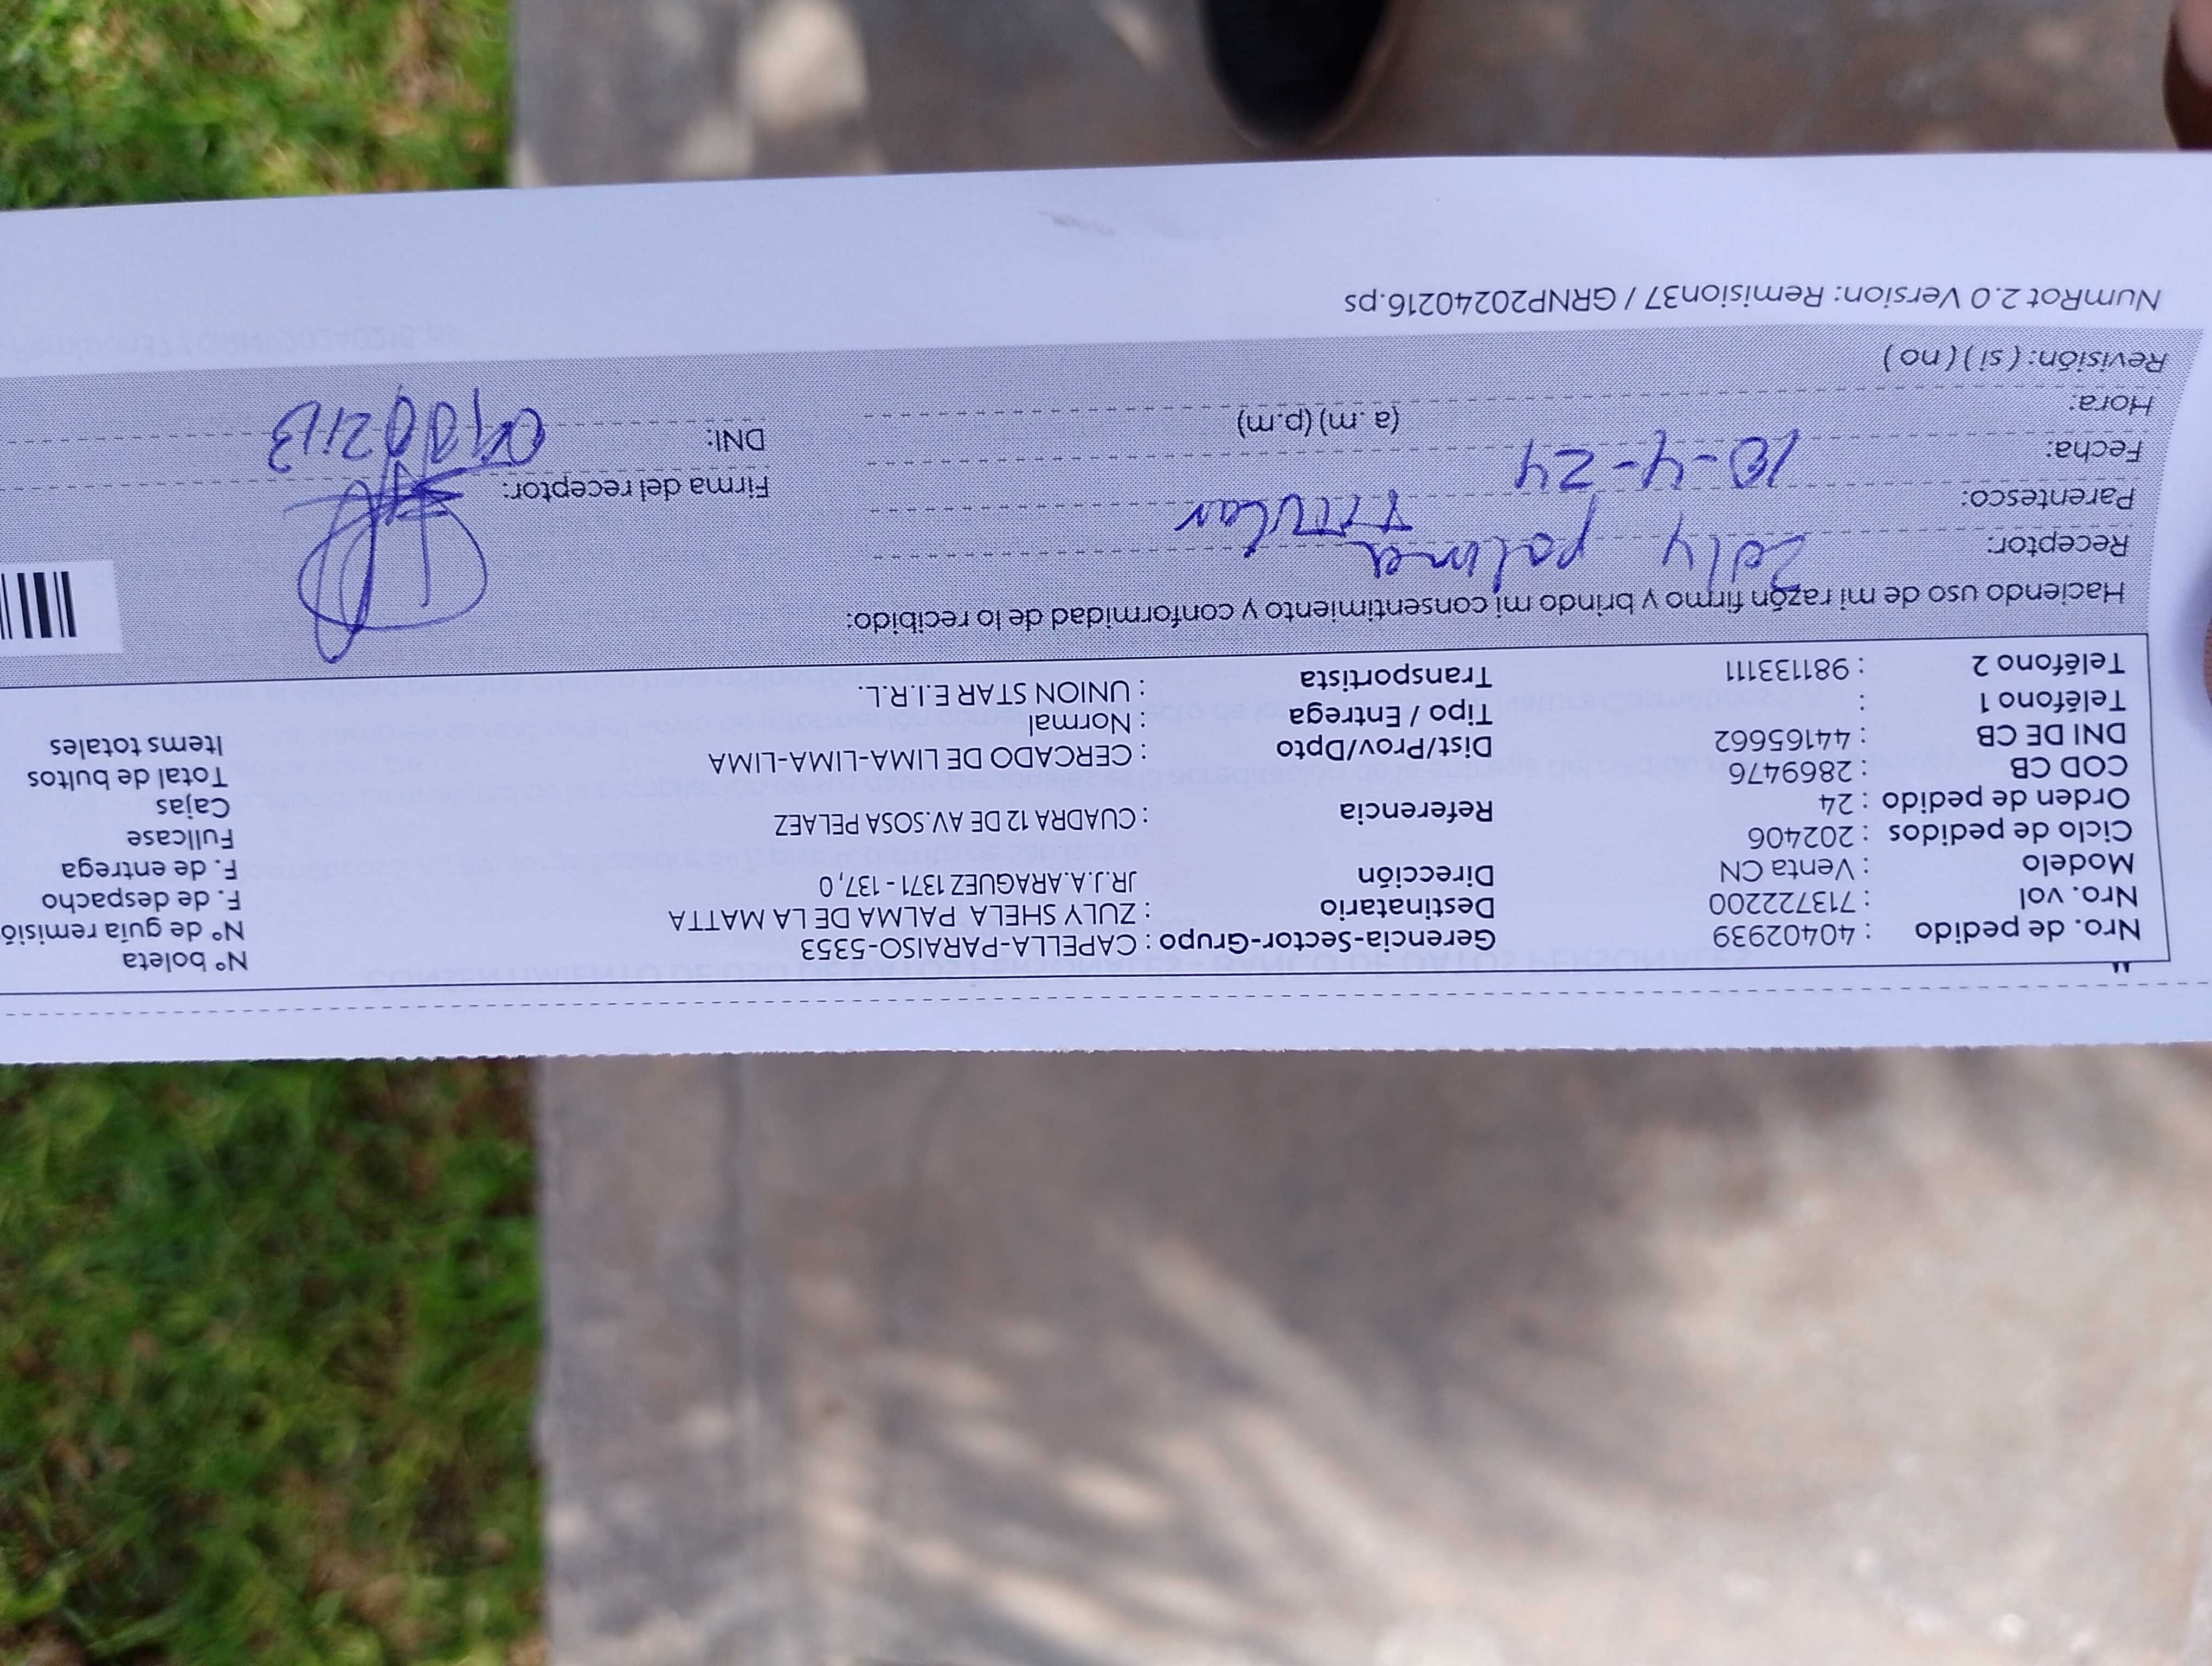 Nro. de pedido : 40402939 Gerencia-Sector-Grupo : CAPELLA-PARAISO-5353 N° boleta
Nro. vol : 713722200 Destinatario : ZULY SHELA PALMA DE LA MATTA N° de guía remisió
Modelo : Venta CN Dirección JR.J.A.ARAGUEZ 1371 - 137, 0 F. de despacho
Ciclo de pedidos : 202406 F. de entrega
Orden de pedido : 24 Referencia : CUADRA 12 DE AV.SOSA PELAEZ Fullcase
COD CB : 2869476 Cajas
DNI DE CB : 44165662 Dist/Prov/Dpto : CERCADO DE LIMA-LIMA-LIMA Total de bultos
Teléfono 1 : Tipo / Entrega : Normal Items totales
Teléfono 2 : 981133111 Transportista : UNION STAR E.I.R.L.
Haciendo uso de mi razón firmo y brindo mi consentimiento y conformidad de lo recibido:
Receptor: Zuly palma
Parentesco: titular Firma del receptor:
Fecha: 10-4-24
Hora: (a.m) (p.m) DNI:
Revisión: ( si ) ( no )
NumRot 2.0 Version: Remision37 / GRNP20240216.ps